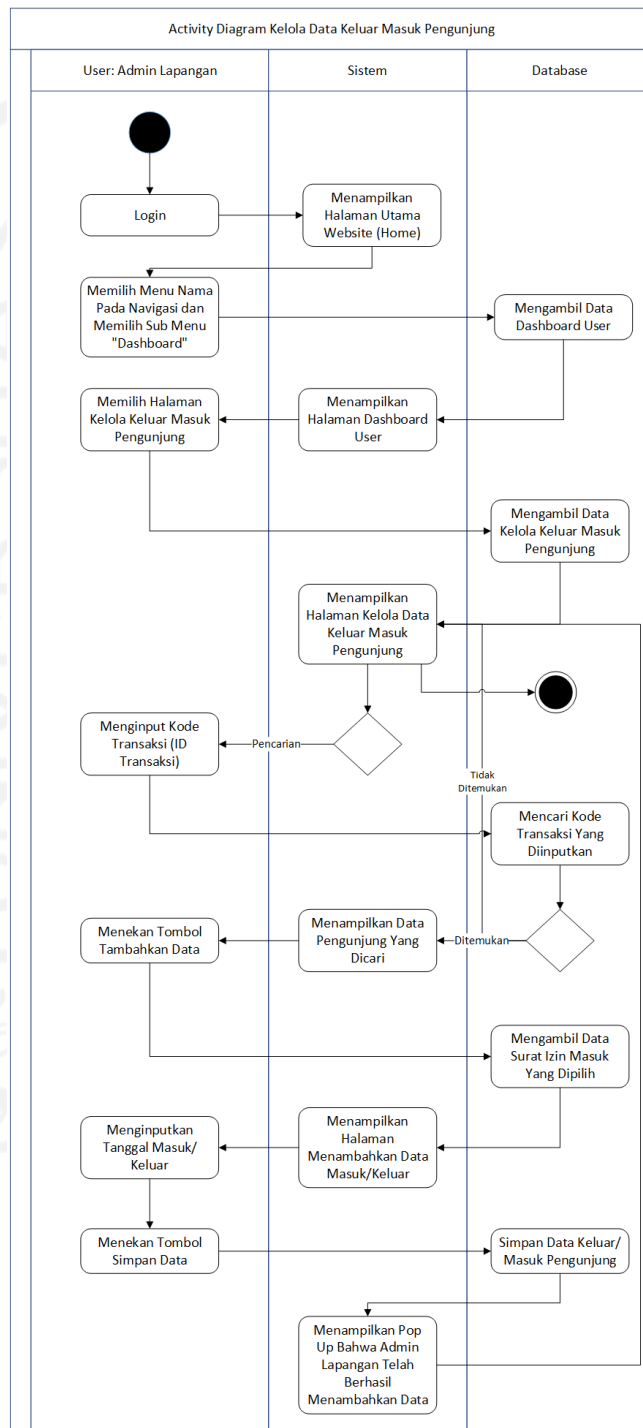 Activity Diagram Kelola Data Keluar Masuk Pengunjung
User: Admin Lapangan
Sistem
Database
Login
Menampilkan
Halaman Utama
Website (Home)
Memilih Menu Nama
Pada Navigasi dan
Memilih Sub Menu
"Dashboard"
Mengambil Data
Dashboard User
Memilih Halaman
Kelola Keluar Masuk
Pengunjung
Menampilkan
Halaman Dashboard
User
Mengambil Data
Kelola Keluar Masuk
Pengunjung
Menampilkan
Halaman Kelola Data
Keluar Masuk
Pengunjung
Menginput Kode
Transaksi (ID
Transaksi)
Pencarian
Tidak
Ditemukan
Mencari Kode
Transaksi Yang
Diinputkan
Menekan Tombol
Tambahkan Data
Menampilkan Data
Pengunjung Yang
Dicari
Ditemukan
Mengambil Data
Surat Izin Masuk
Yang Dipilih
Menginputkan
Tanggal Masuk/
Keluar
Menampilkan
Halaman
Menambahkan Data
Masuk/Keluar
Menekan Tombol
Simpan Data
Simpan Data Keluar/
Masuk Pengunjung
Menampilkan Pop
Up Bahwa Admin
Lapangan Telah
Berhasil
Menambahkan Data